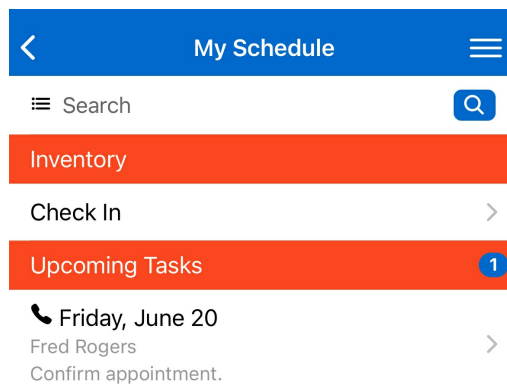 My Schedule
Search
Inventory
Check In
Upcoming Tasks 1
Friday, June 20
Fred Rogers
Confirm appointment.